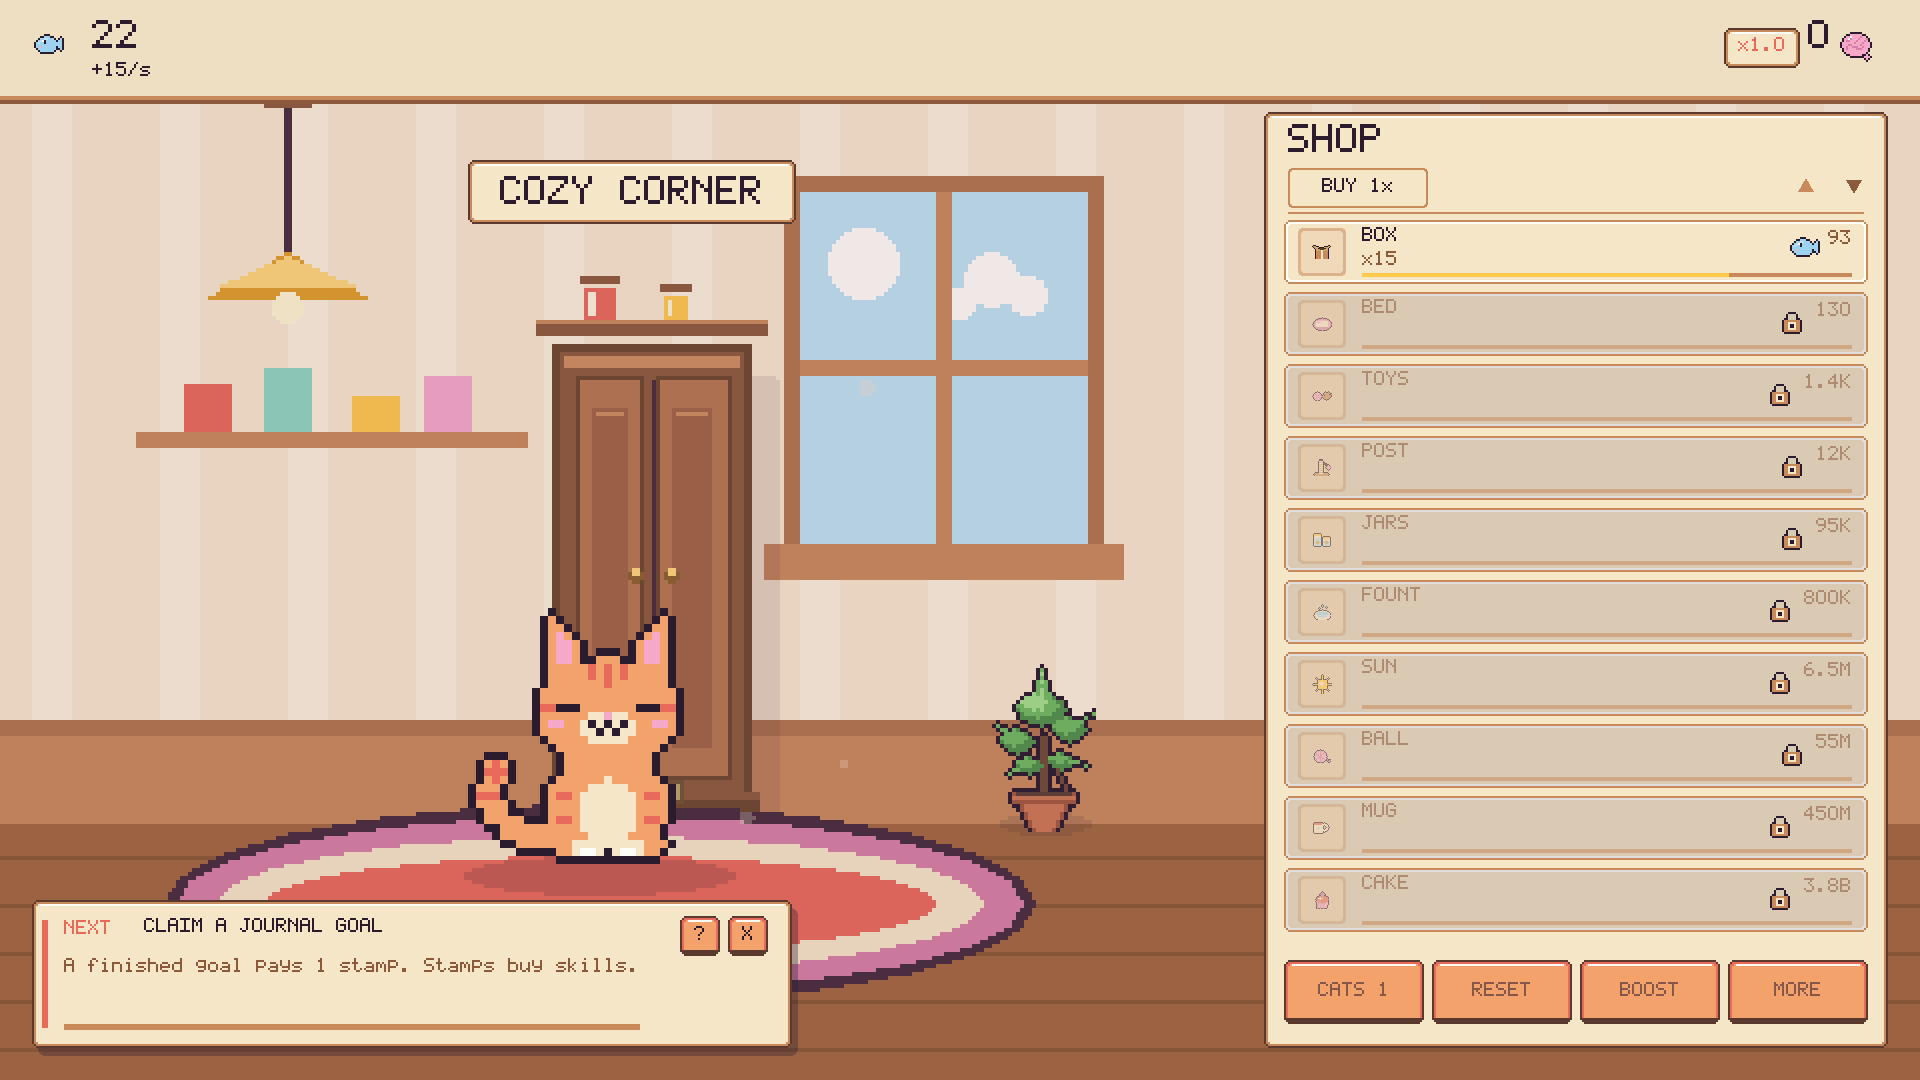 22
+15/s
x1.0
0
COZY CORNER
SHOP
BUY 1x
BOX
x15
93
BED
130
TOYS
1.4K
POST
12K
JARS
95K
FOUNT
800K
SUN
6.5M
BALL
55M
MUG
450M
CAKE
3.8B
CATS 1
RESET
BOOST
MORE
NEXT CLAIM A JOURNAL GOAL
? X
A finished goal pays 1 stamp. Stamps buy skills.